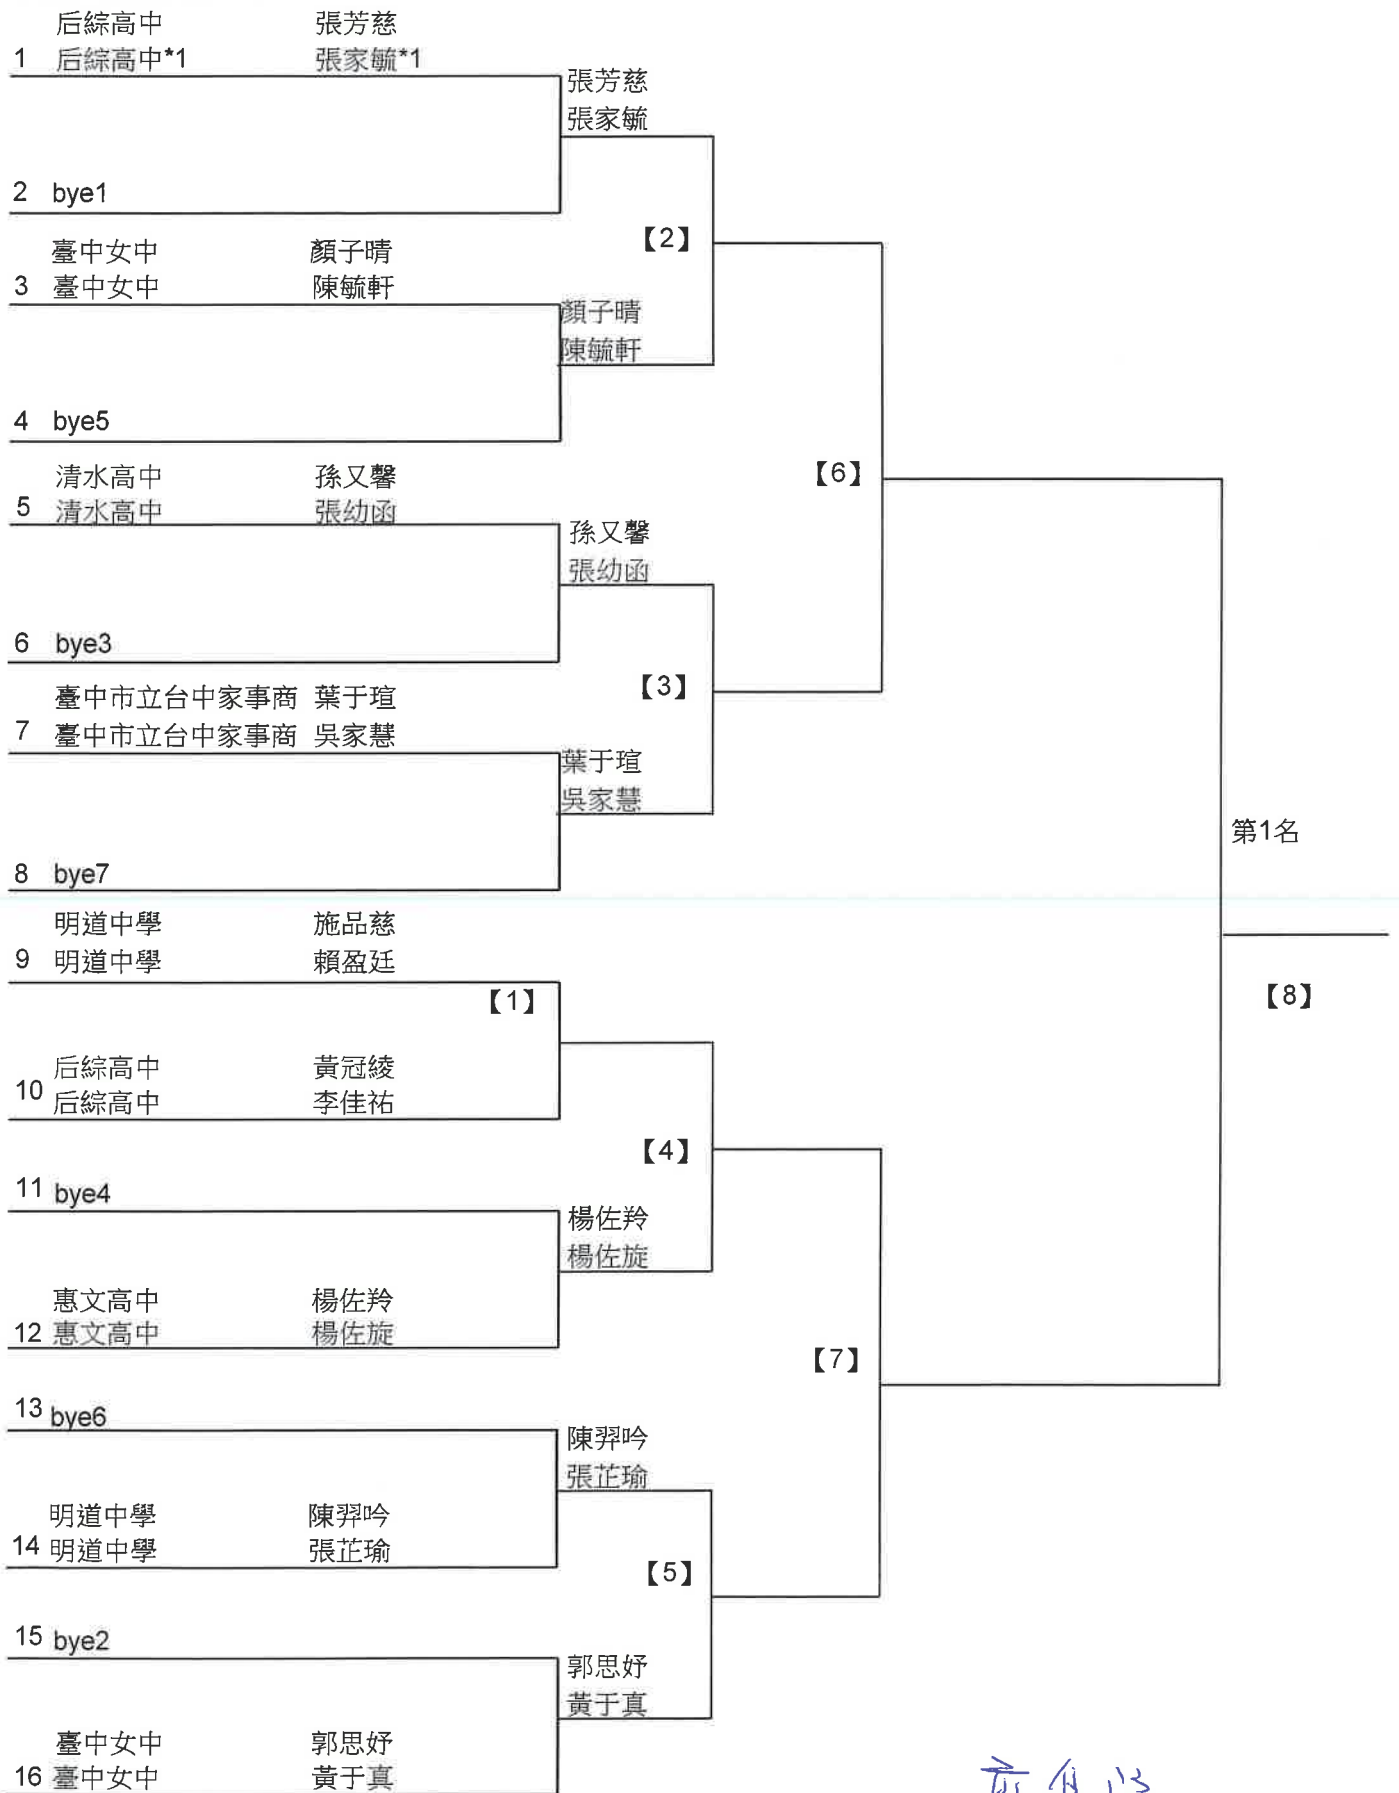 后綜高中 張芳慈
1 后綜高中*1 張家毓*1
張芳慈
張家毓
2 bye1
【2】
臺中女中 顏子晴
3 臺中女中 陳毓軒
顏子晴
陳毓軒
4 bye5
【6】
清水高中 孫又馨
5 清水高中 張幼函
孫又馨
張幼函
6 bye3
【3】
臺中市立台中家事商 葉于瑄
7 臺中市立台中家事商 吳家慧
葉于瑄
吳家慧
第1名
8 bye7
明道中學 施品慈
9 明道中學 賴盈廷
【1】
【8】
后綜高中 黃冠綾
10 后綜高中 李佳祐
【4】
11 bye4
楊佐羚
楊佐旋
惠文高中 楊佐羚
12 惠文高中 楊佐旋
【7】
13 bye6
陳羿吟
張芷瑜
明道中學 陳羿吟
14 明道中學 張芷瑜
【5】
15 bye2
郭思妤
黃于真
臺中女中 郭思妤
16 臺中女中 黃于真